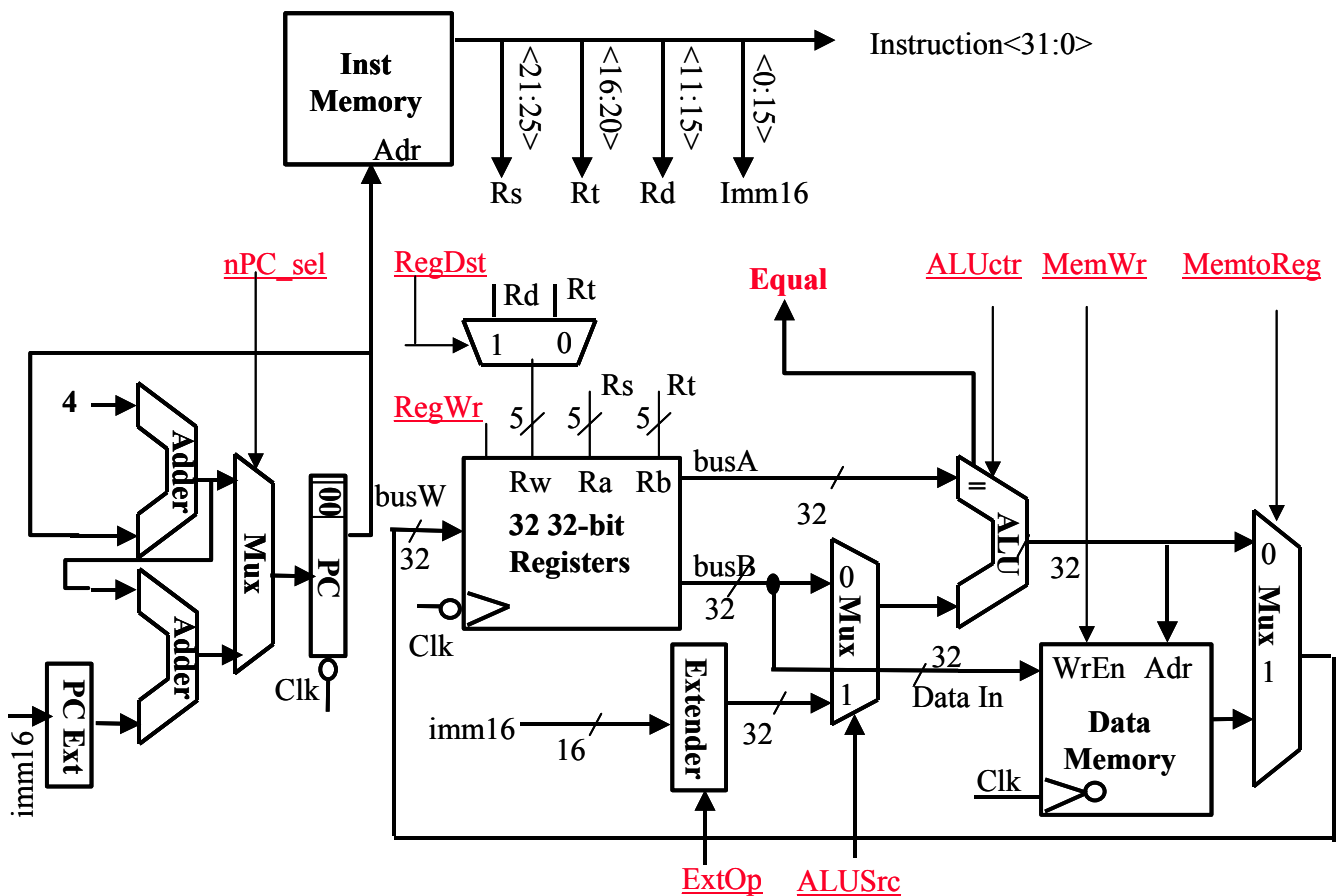 Inst
Memory
Adr
Instruction<31:0>
<21:25>
<16:20>
<11:15>
<0:15>
Rs
Rt
Rd
Imm16
nPC_sel
RegDst
Equal
ALUctr
MemWr
MemtoReg
Rd
Rt
1
0
4
Adder
RegWr
5
5
5
Rs
Rt
busW
32
Rw
Ra
Rb
32 32-bit
Registers
busA
32
busB
32
=
ALU
32
0
Mux
1
00
PC
Mux
Adder
Clk
Clk
PC Ext
imm16
imm16
16
Extender
32
0
Mux
1
32
Data In
WrEn
Adr
Data
Memory
Clk
ExtOp
ALUSrc